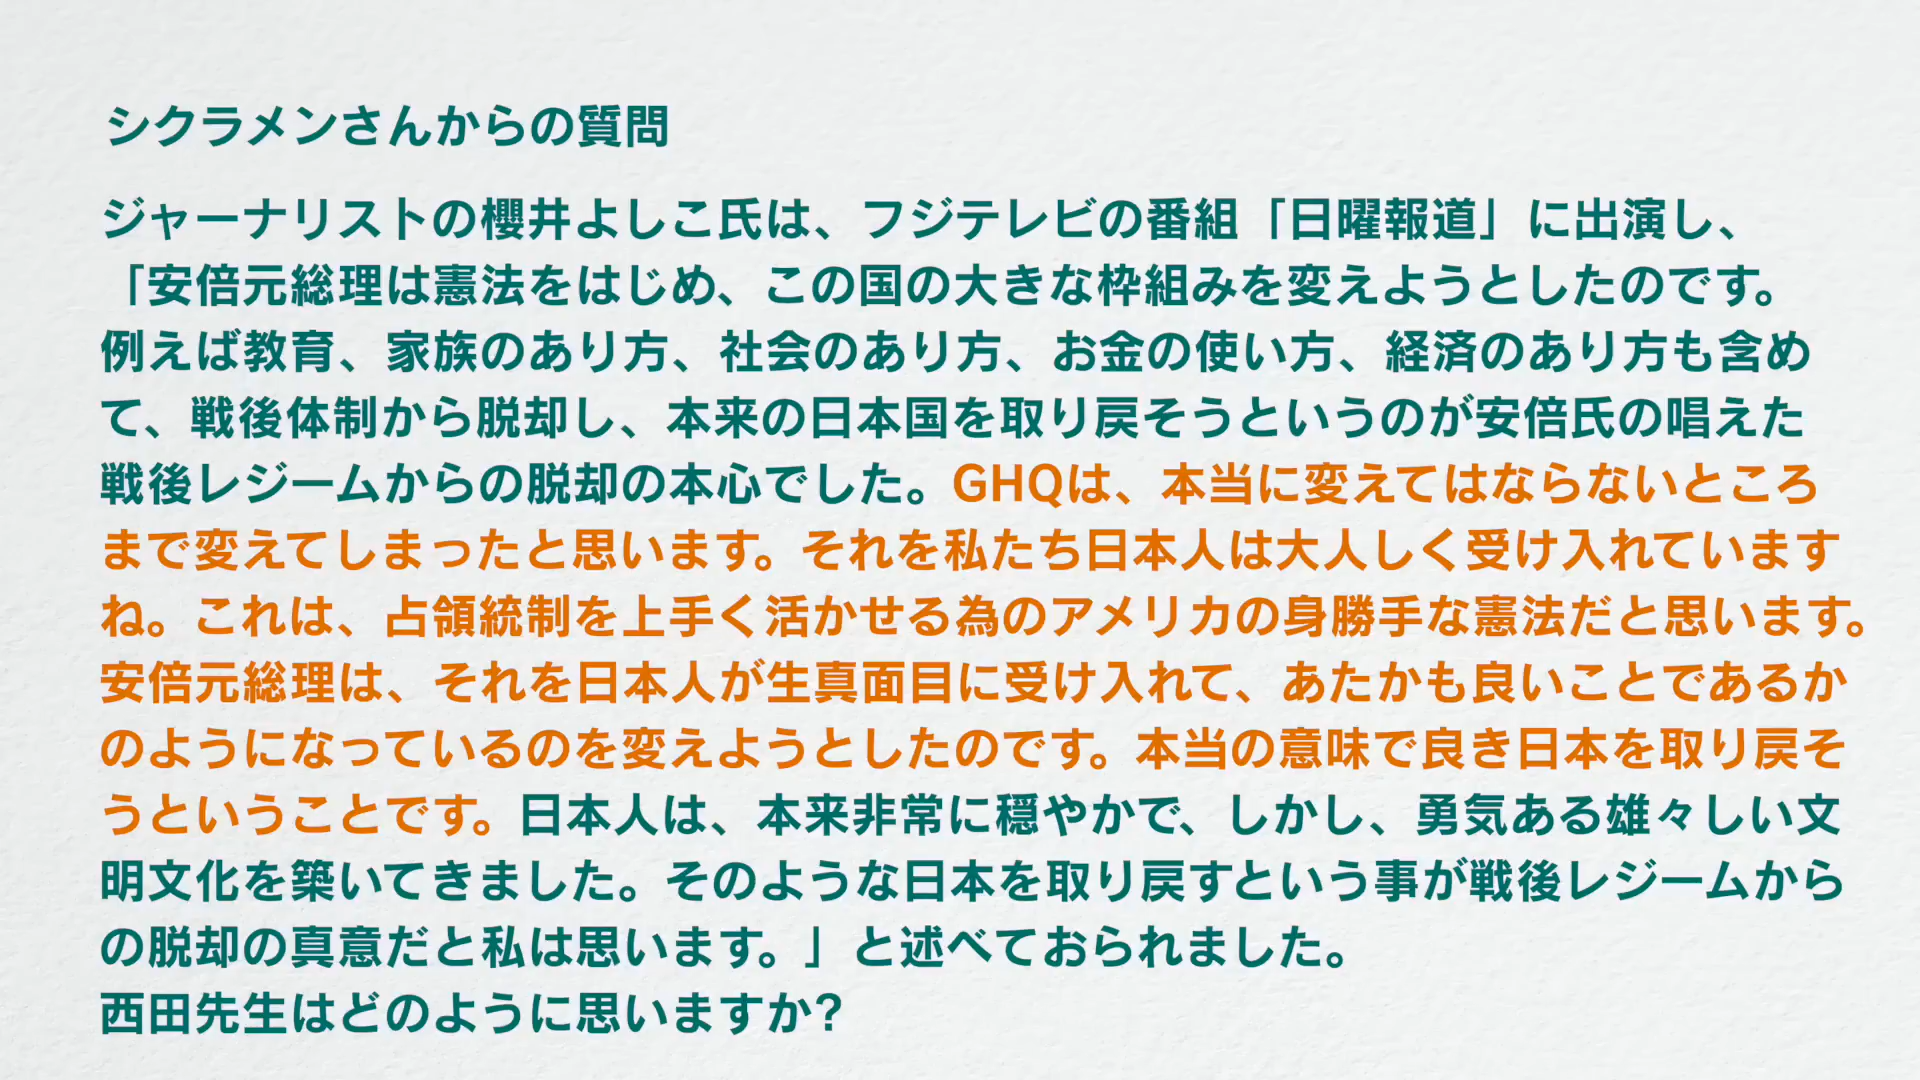 シクラメンさんからの質問
ジャーナリストの櫻井よしこ氏は、フジテレビの番組「日曜報道」に出演し、
「安倍元総理は憲法をはじめ、この国の大きな枠組みを変えようとしたのです。
例えば教育、家族のあり方、社会のあり方、お金の使い方、経済のあり方も含め
て、戦後体制から脱却し、本来の日本国を取り戻そうというのが安倍氏の唱えた
戦後レジームからの脱却の本心でした。GHQは、本当に変えてはならないところ
まで変えてしまったと思います。それを私たち日本人は大人しく受け入れています
ね。これは、占領統制を上手く活かせる為のアメリカの身勝手な憲法だと思います。
安倍元総理は、それを日本人が生真面目に受け入れて、あたかも良いことであるか
のようになっているのを変えようとしたのです。本当の意味で良き日本を取り戻そ
うということです。日本人は、本来非常に穏やかで、しかし、勇気ある雄々しい文
明文化を築いてきました。そのような日本を取り戻すという事が戦後レジームから
の脱却の真意だと私は思います。」と述べておられました。
西田先生はどのように思いますか?